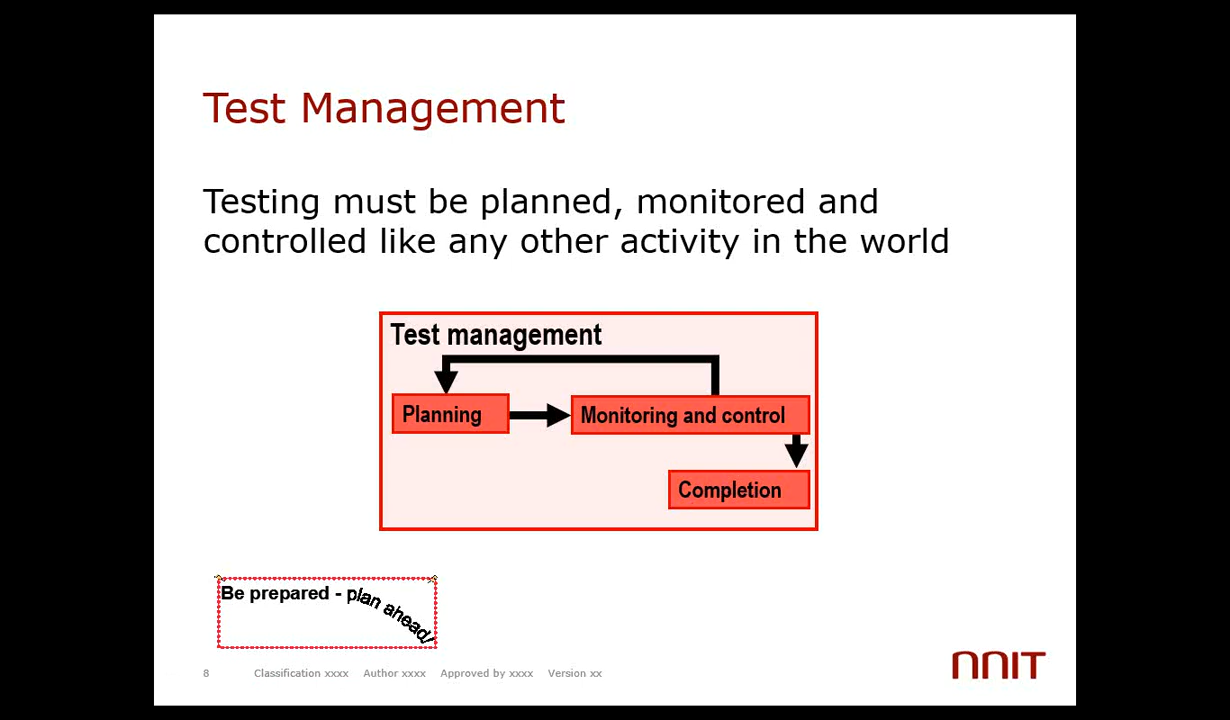 Test Management
Testing must be planned, monitored and
controlled like any other activity in the world
Test management
Planning
Monitoring and control
Completion
Be prepared - plan ahead!
8 Classification xxxx Author xxxx Approved by xxxx Version xx
NNIT